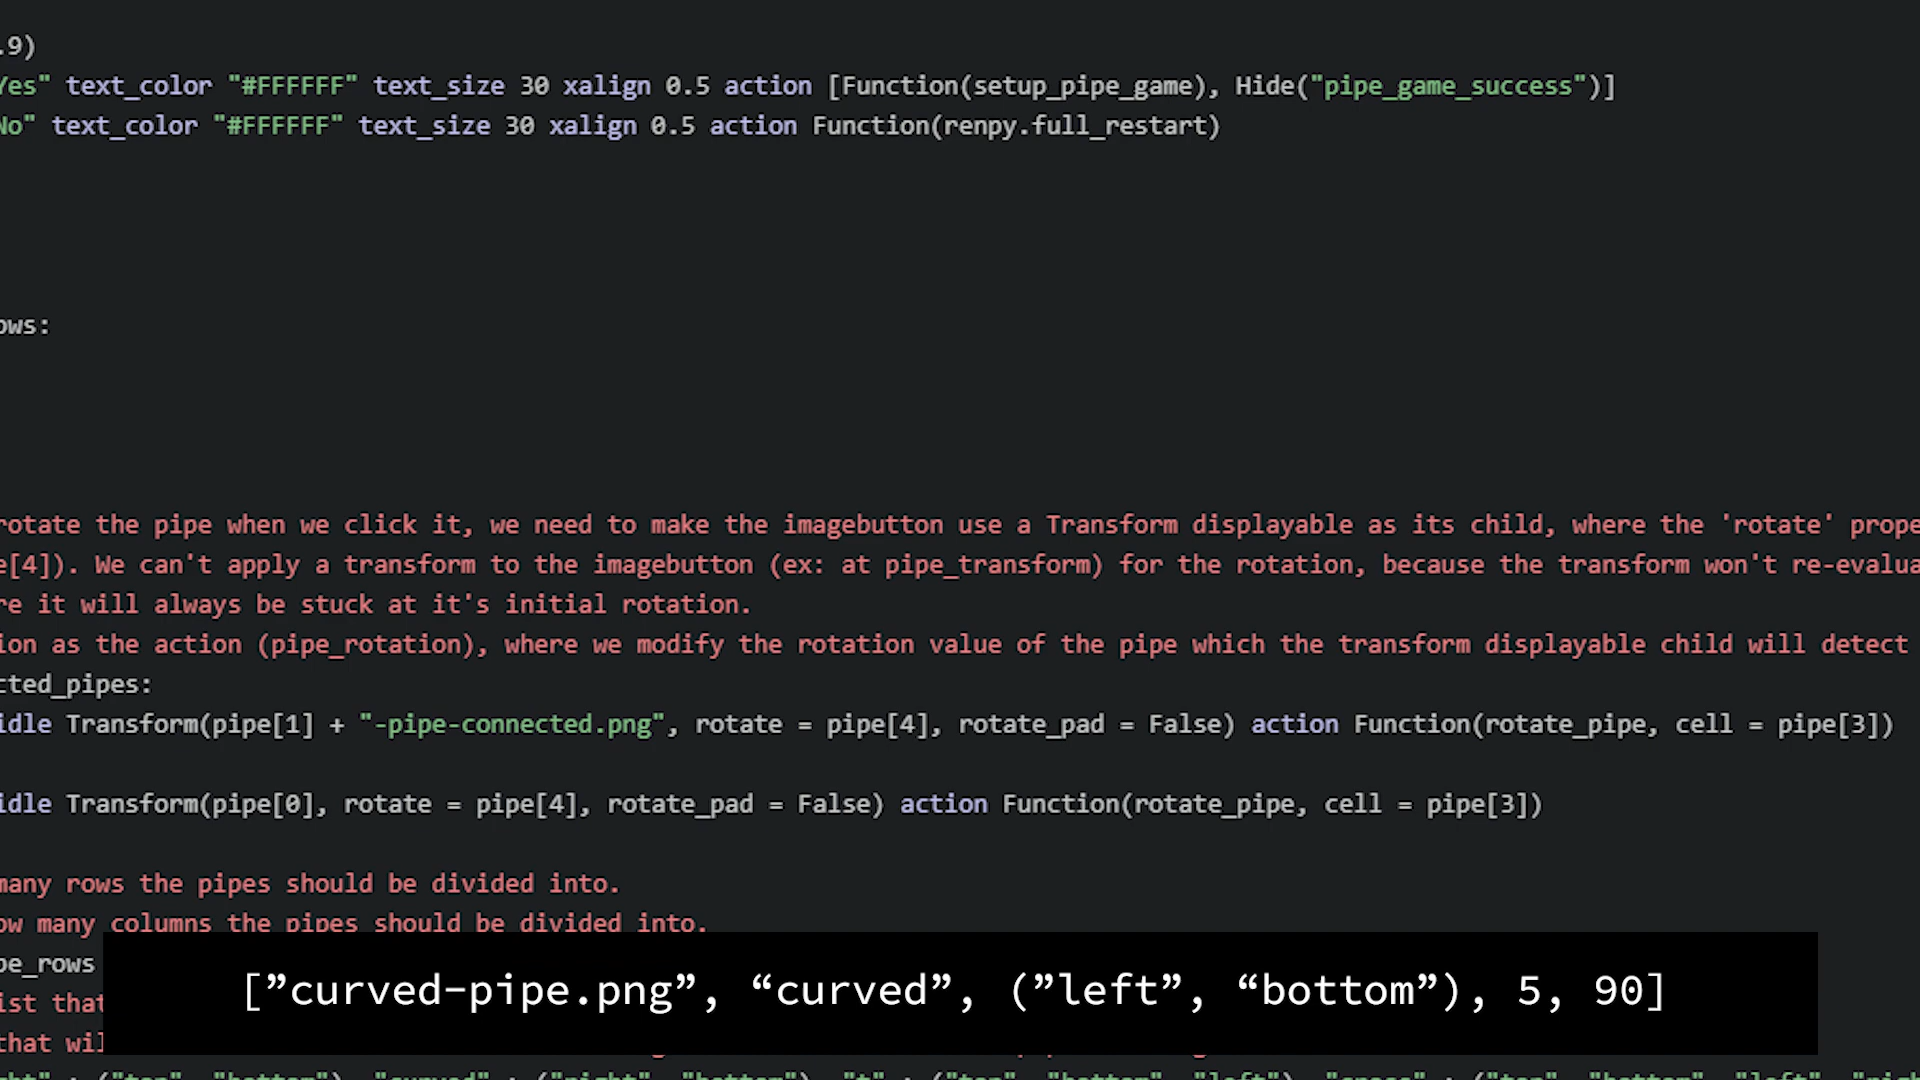 .9)
Yes" text_color "#FFFFFF" text_size 30 xalign 0.5 action [Function(setup_pipe_game), Hide("pipe_game_success")]
No" text_color "#FFFFFF" text_size 30 xalign 0.5 action Function(renpy.full_restart)
ows:
rotate the pipe when we click it, we need to make the imagebutton use a Transform displayable as its child, where the 'rotate' prope
e[4]). We can't apply a transform to the imagebutton (ex: at pipe_transform) for the rotation, because the transform won't re-evalua
re it will always be stuck at it's initial rotation.
ion as the action (pipe_rotation), where we modify the rotation value of the pipe which the transform displayable child will detect
cted_pipes:
idle Transform(pipe[1] + "-pipe-connected.png", rotate = pipe[4], rotate_pad = False) action Function(rotate_pipe, cell = pipe[3])
idle Transform(pipe[0], rotate = pipe[4], rotate_pad = False) action Function(rotate_pipe, cell = pipe[3])
many rows the pipes should be divided into.
ow many columns the pipes should be divided into.
pe_rows
[”curved-pipe.png”, “curved”, (”left”, “bottom”), 5, 90]
ist that
that wil